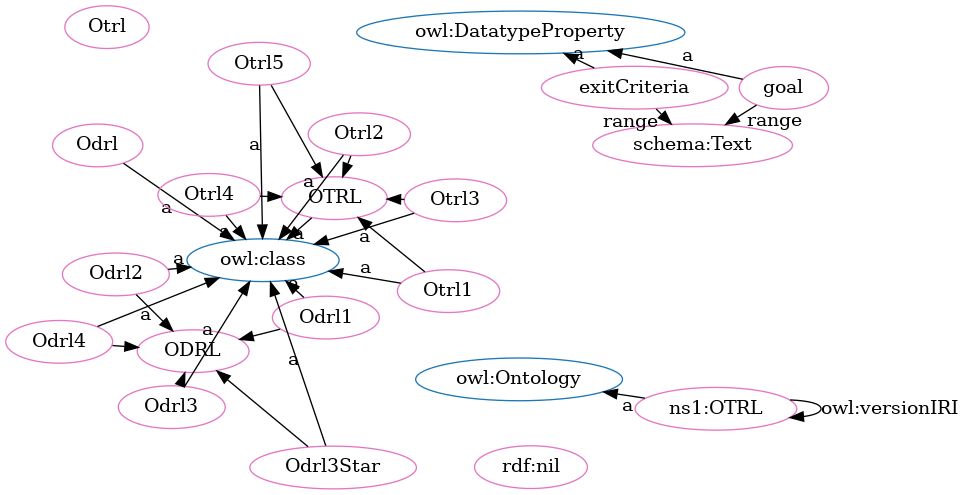 Otrl
owl:DatatypeProperty
Otrl5
a
a
exitCriteria
goal
range
range
schema:Text
Otrl2
Odrl
a
a
Otrl4
OTRL
Otrl3
a
a
a
a
owl:class
a
Odrl2
a
a
Otrl1
a
Odrl1
a
Odrl4
ODRL
a
owl:Ontology
Odrl3
a
ns1:OTRL
owl:versionIRI
Odrl3Star
rdf:nil